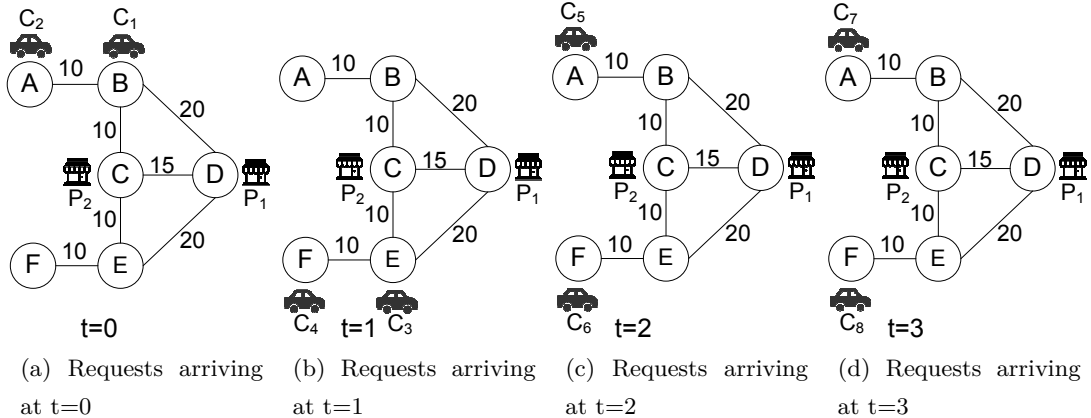 C2 C1
A 10 B
20
10
P2 C 15 D P1
10
20
F 10 E
t=0
(a) Requests arriving
at t=0
A 10 B
20
10
P2 C 15 D P1
10
20
F 10 E
C4 t=1 C3
(b) Requests arriving
at t=1
C5
A 10 B
20
10
P2 C 15 D P1
10
20
F 10 E
C6 t=2
(c) Requests arriving
at t=2
C7
A 10 B
20
10
P2 C 15 D P1
10
20
F 10 E
C8 t=3
(d) Requests arriving
at t=3